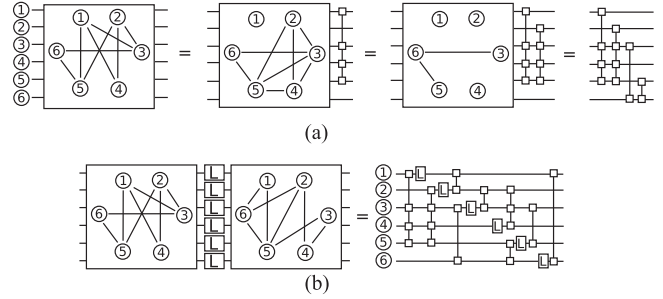 ① ② ③ ④ ⑤ ⑥ ① ② ⑥ ③ ⑤ ④ = ① ② ⑥ ③ ⑤ ④ = ① ② ⑥ ③ ⑤ ④ =
(a)
① ② ⑥ ③ ⑤ ④ L L L L L L ① ② ⑥ ③ ⑤ ④ = ① ② ③ ④ ⑤ ⑥ L L L L L L
(b)